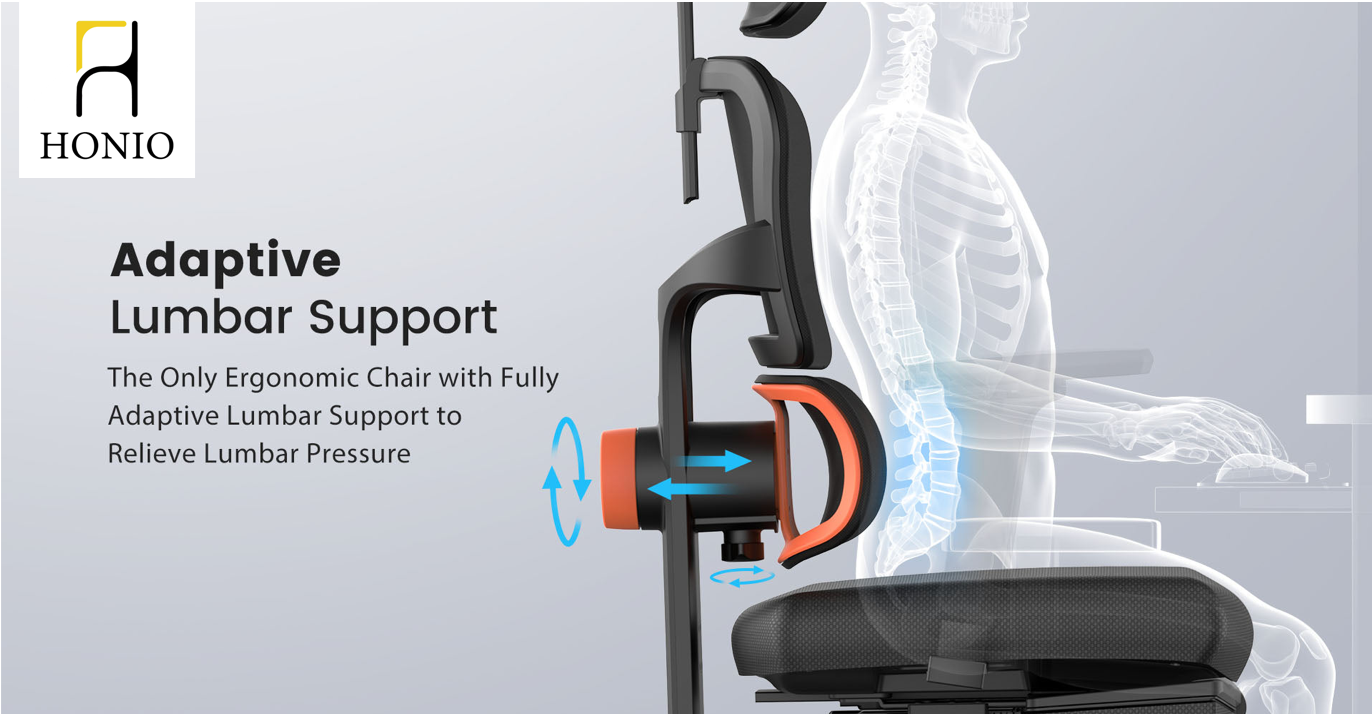 HONIO
Adaptive
Lumbar Support
The Only Ergonomic Chair with Fully
Adaptive Lumbar Support to
Relieve Lumbar Pressure